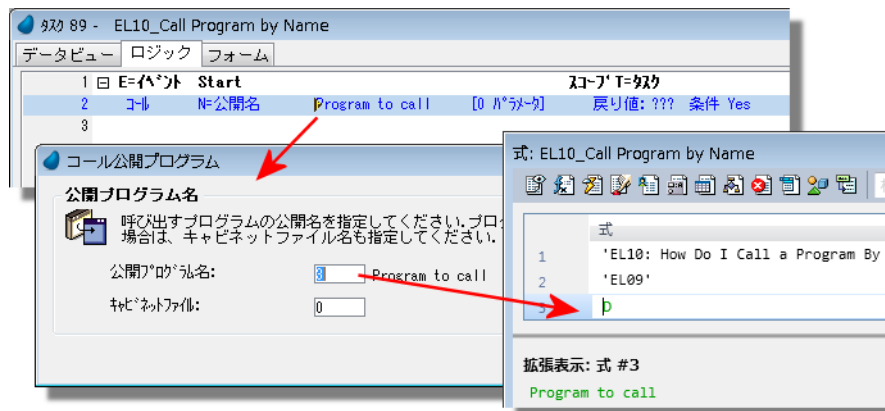 ﾀｽｸ 89 - EL10_Call Program by Name
データビュー ロジック フォーム
1 E=ｲﾍﾞﾝﾄ Start ｽｺｰﾌﾟ T=ﾀｽｸ
2 ｺｰﾙ N=公開名 Program to call [0 ﾊﾟﾗﾒｰﾀ] 戻り値: ??? 条件 Yes
3
コール公開プログラム
公開プログラム名
呼び出すプログラムの公開名を指定してください.プロ
場合は、キャビネットファイル名も指定してください.
公開ﾌﾟﾛｸﾞﾗﾑ名: 3 Program to call
ｷｬﾋﾞﾈｯﾄﾌｧｲﾙ: 0
式: EL10_Call Program by Name
式
1 'EL10: How Do I Call a Program By
2 'EL09'
3
拡張表示: 式 #3
Program to call